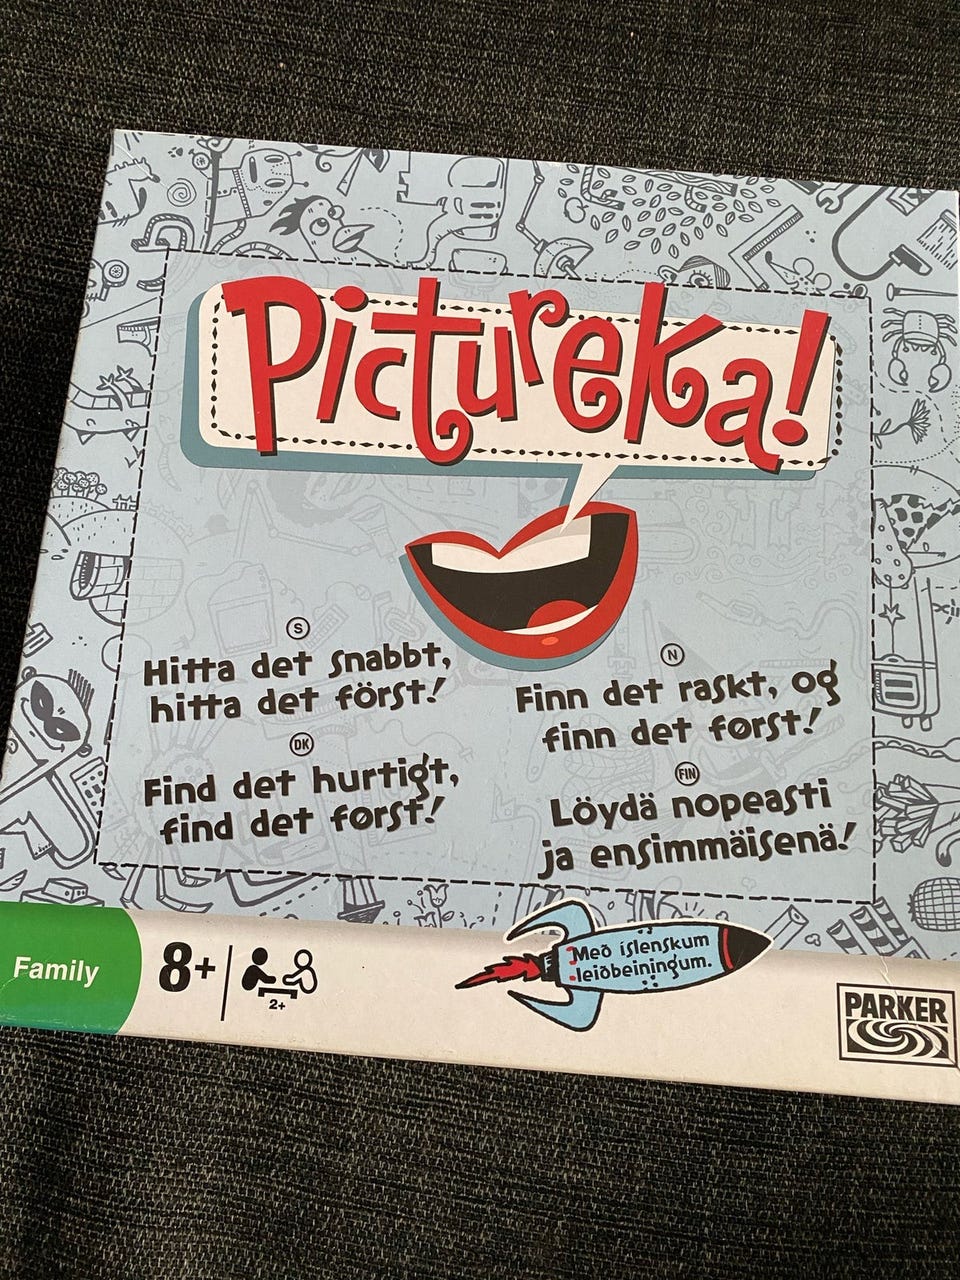 Pictureka!
S
Hitta det snabbt,
hitta det först!
DK
Find det hurtigt,
find det først!
N
Finn det raskt, og
finn det først!
FIN
Löydä nopeasti
ja ensimmäisenä!
Með íslenskum
leiðbeiningum.
Family
8+
2+
PARKER